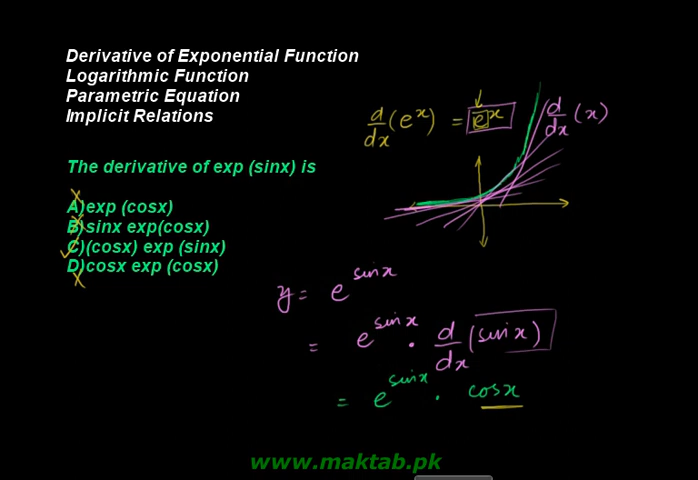 Derivative of Exponential Function
Logarithmic Function
Parametric Equation
Implicit Relations
d/dx (e^x) = e^x d/dx (x)
The derivative of exp (sinx) is
A)exp (cosx)
B)sinx exp(cosx)
C)(cosx) exp (sinx)
D)cosx exp (cosx)
y = e^sinx
= e^sinx . d/dx (sinx)
= e^sinx . cosx
www.maktab.pk